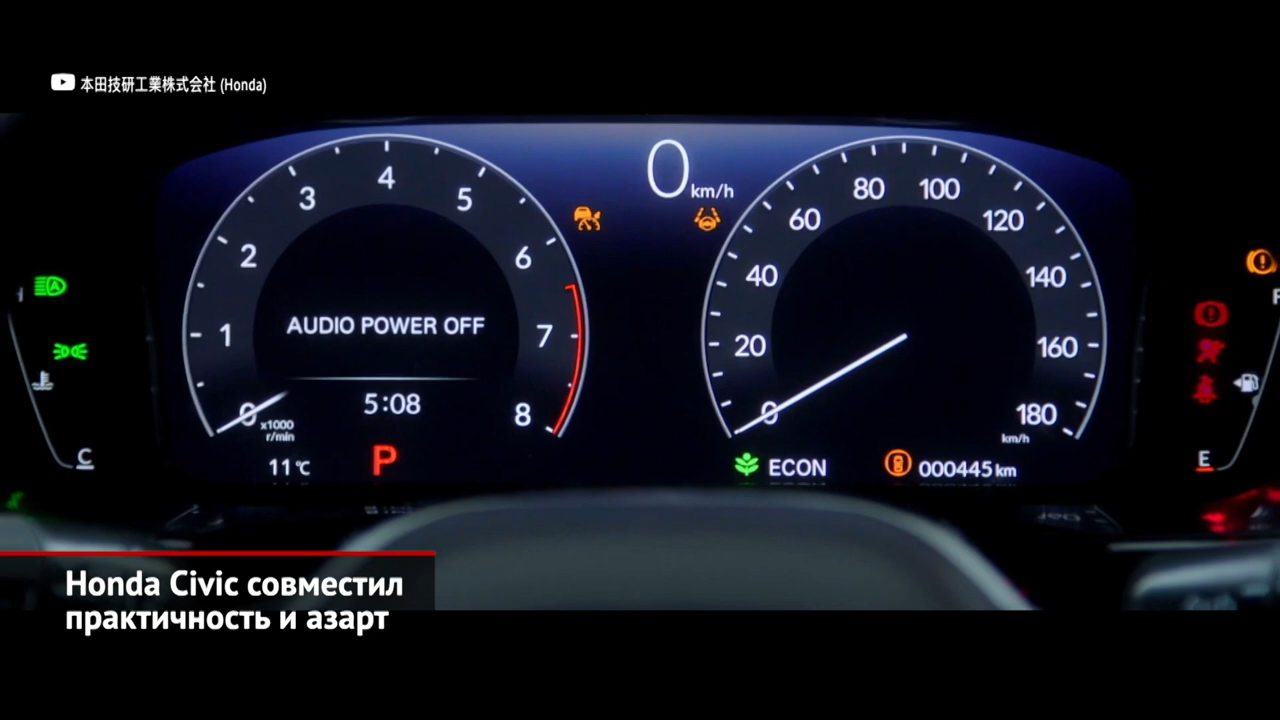 本田技研工業株式会社 (Honda)
0
km/h
0
1
2
3
4
5
6
7
8
x1000
r/min
AUDIO POWER OFF
5:08
11°C
P
0
20
40
60
80
100
120
140
160
180
km/h
ECON
000445 km
A
H
C
F
E
Honda Civic совместил
практичность и азарт